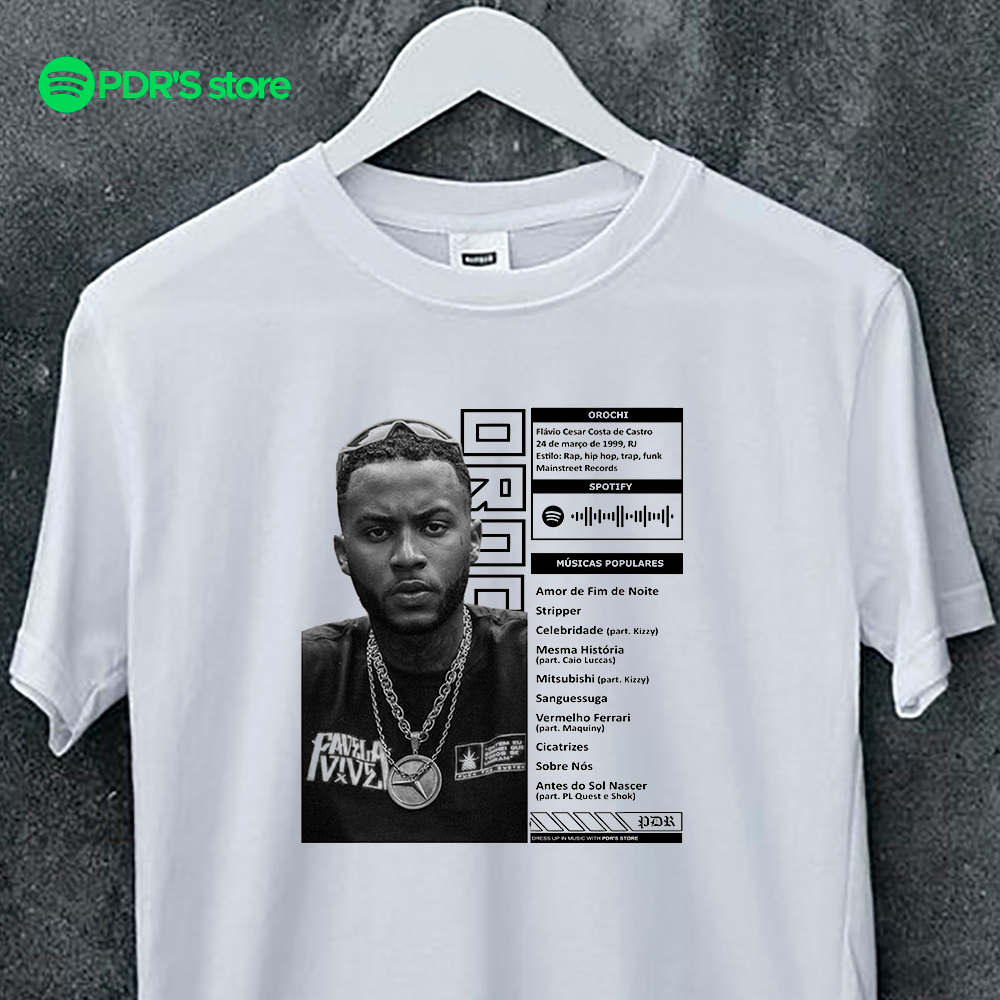 PDR'S store
OROCHI
Flávio Cesar Costa de Castro
24 de março de 1999, RJ
Estilo: Rap, hip hop, trap, funk
Mainstreet Records
SPOTIFY
MÚSICAS POPULARES
Amor de Fim de Noite
Stripper
Celebridade (part. Kizzy)
Mesma História
(part. Caio Luccas)
Mitsubishi (part. Kizzy)
Sanguessuga
Vermelho Ferrari
(part. Maquiny)
Cicatrizes
Sobre Nós
Antes do Sol Nascer
(part. PL Quest e Shok)
PDR
DRESS UP IN MUSIC WITH PDR'S STORE
FAVELA
VIVE